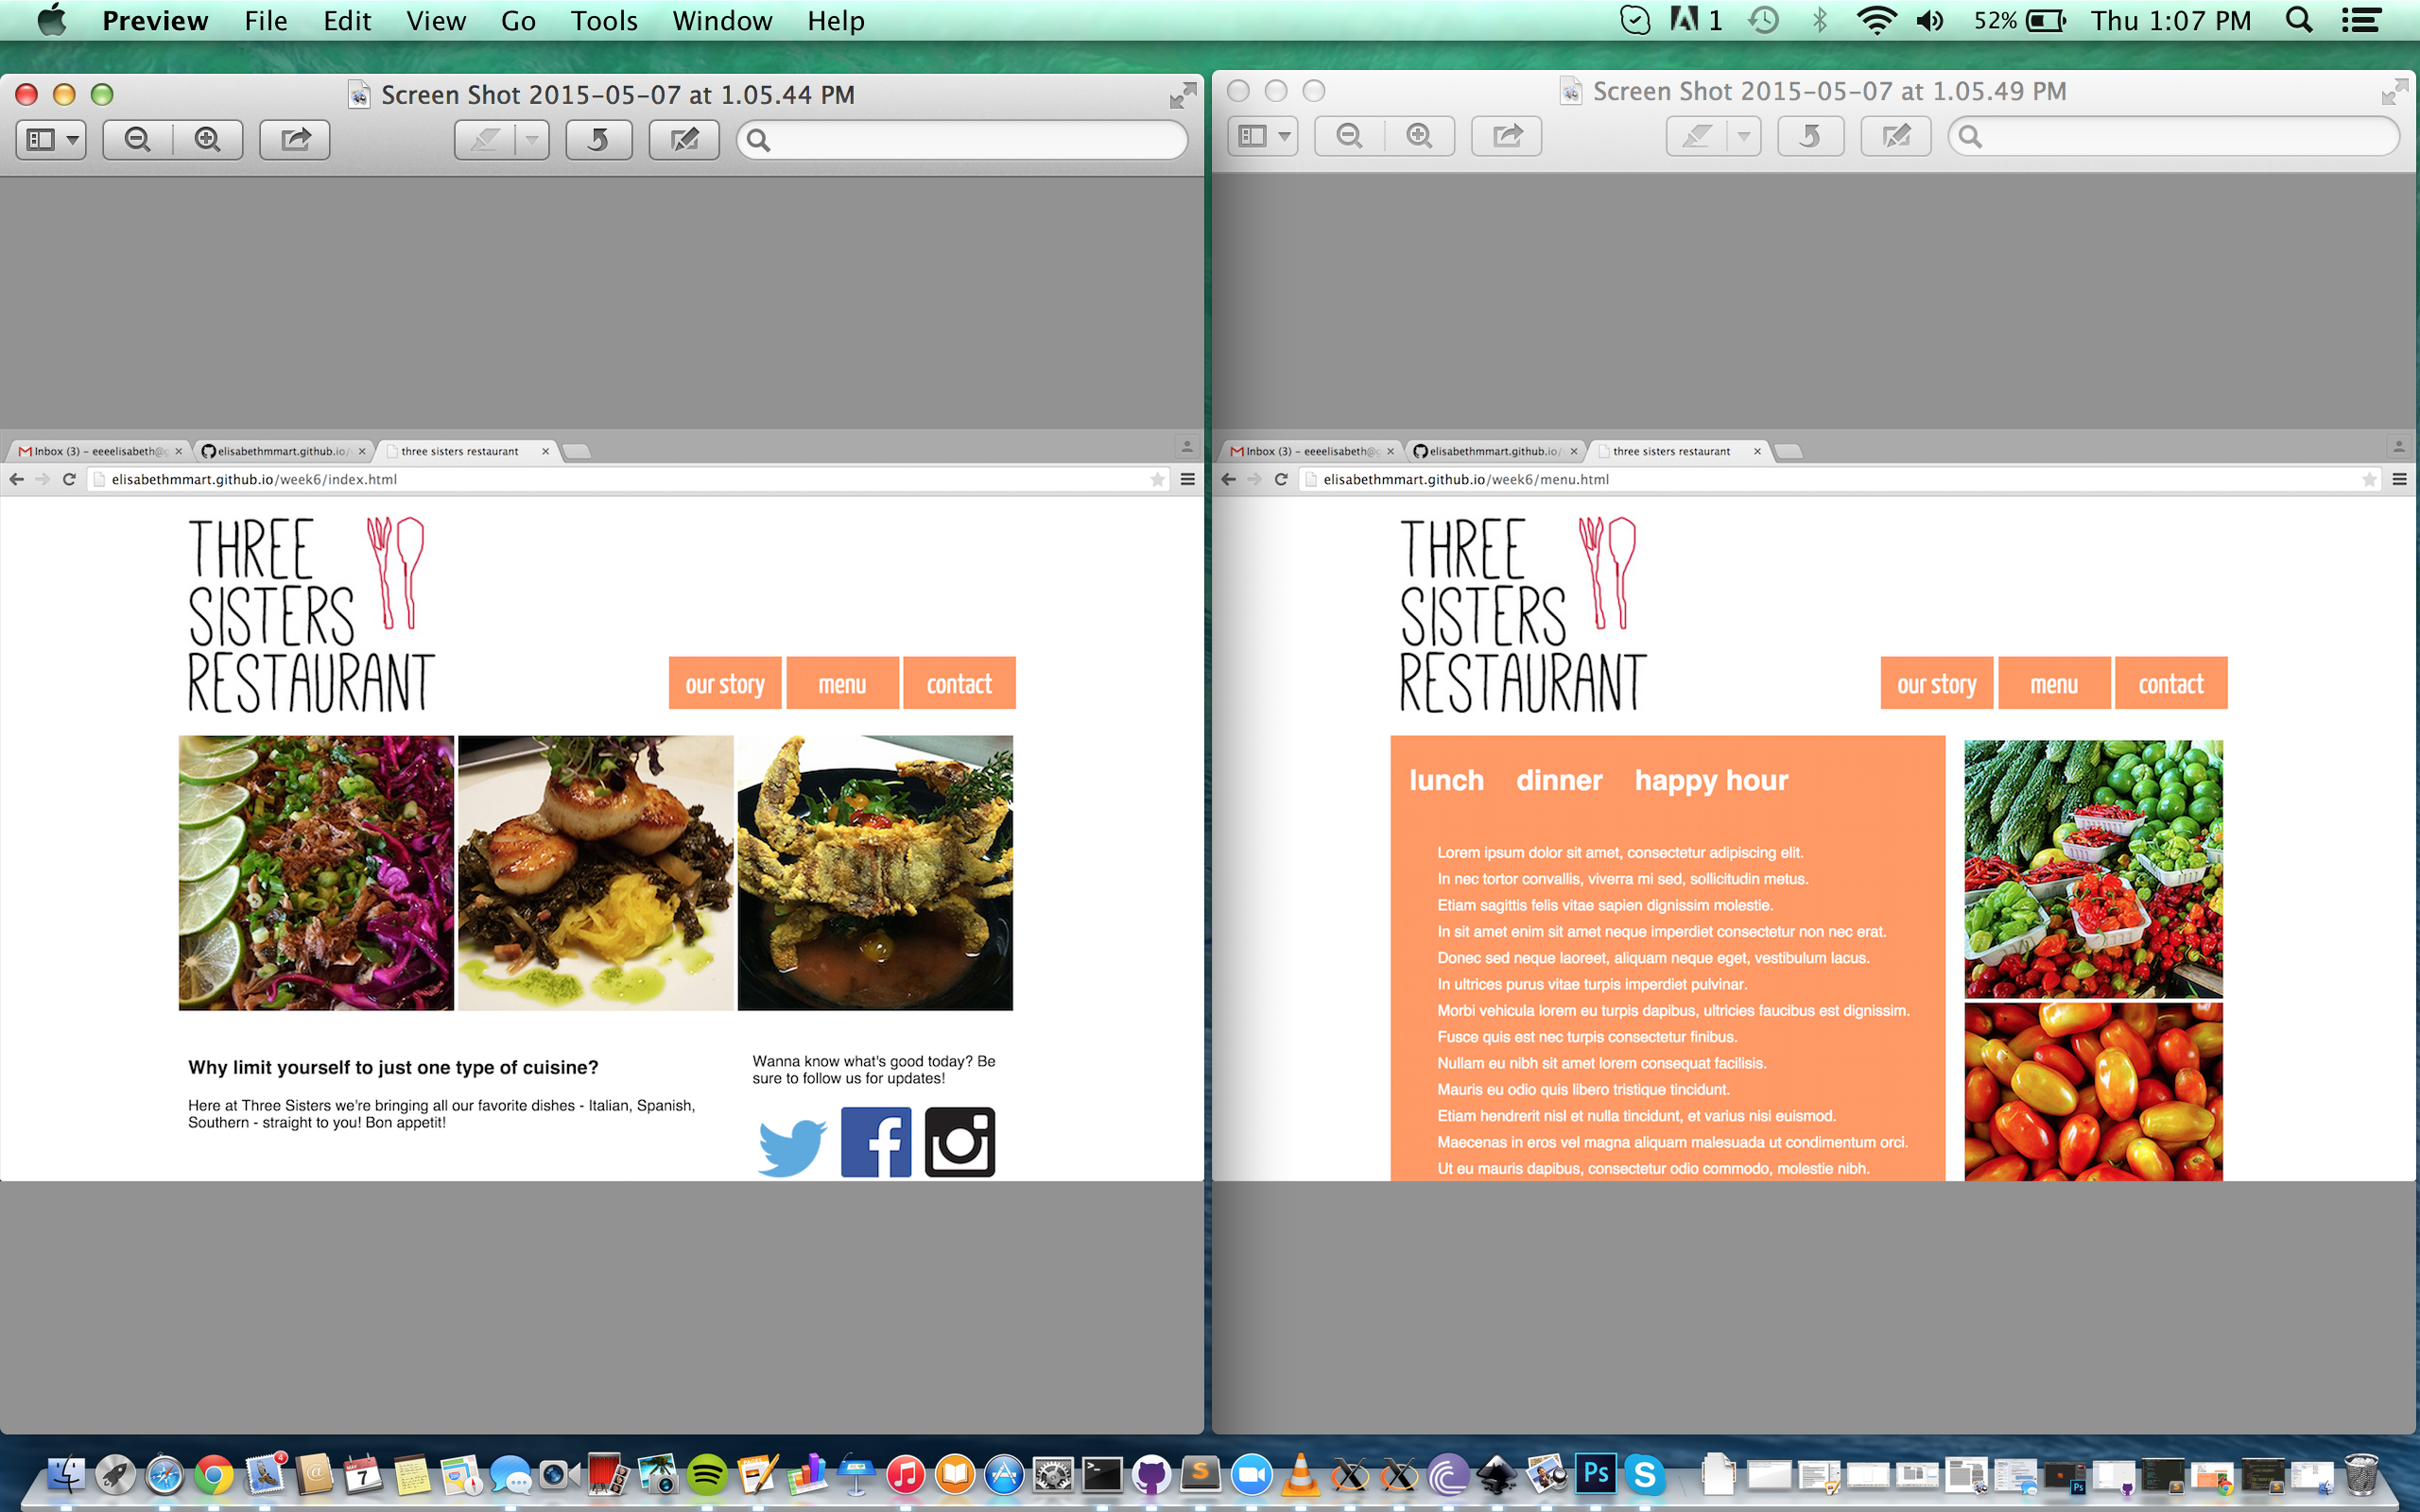 Preview File Edit View Go Tools Window Help
1 52% Thu 1:07 PM
Screen Shot 2015-05-07 at 1.05.44 PM
Inbox (3) - eeeelisabeth@g
elisabethmmart.github.io/
three sisters restaurant
elisabethmmart.github.io/week6/index.html
THREE
SISTERS
RESTAURANT
our story menu contact
Why limit yourself to just one type of cuisine?
Here at Three Sisters we're bringing all our favorite dishes - Italian, Spanish,
Southern - straight to you! Bon appetit!
Wanna know what's good today? Be
sure to follow us for updates!
Screen Shot 2015-05-07 at 1.05.49 PM
Inbox (3) - eeeelisabeth@g
elisabethmmart.github.io/
three sisters restaurant
elisabethmmart.github.io/week6/menu.html
THREE
SISTERS
RESTAURANT
our story menu contact
lunch dinner happy hour
Lorem ipsum dolor sit amet, consectetur adipiscing elit.
In nec tortor convallis, viverra mi sed, sollicitudin metus.
Etiam sagittis felis vitae sapien dignissim molestie.
In sit amet enim sit amet neque imperdiet consectetur non nec erat.
Donec sed neque laoreet, aliquam neque eget, vestibulum lacus.
In ultrices purus vitae turpis imperdiet pulvinar.
Morbi vehicula lorem eu turpis dapibus, ultricies faucibus est dignissim.
Fusce quis est nec turpis consectetur finibus.
Nullam eu nibh sit amet lorem consequat facilisis.
Mauris eu odio quis libero tristique tincidunt.
Etiam hendrerit nisl et nulla tincidunt, et varius nisi euismod.
Maecenas in eros vel magna aliquam malesuada ut condimentum orci.
Ut eu mauris dapibus, consectetur odio commodo, molestie nibh.
4
MAY
7
PAGES
Ps